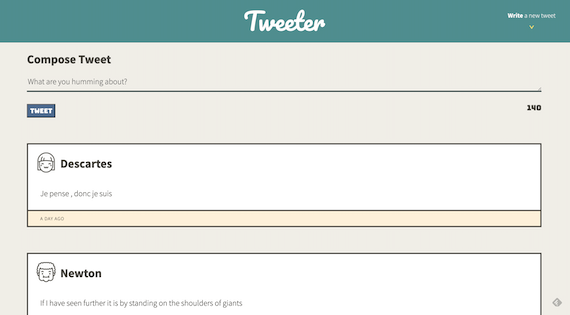 Tweeter
Write a new tweet
Compose Tweet
What are you humming about?
TWEET
140
Descartes
Je pense , donc je suis
A DAY AGO
Newton
If I have seen further it is by standing on the shoulders of giants